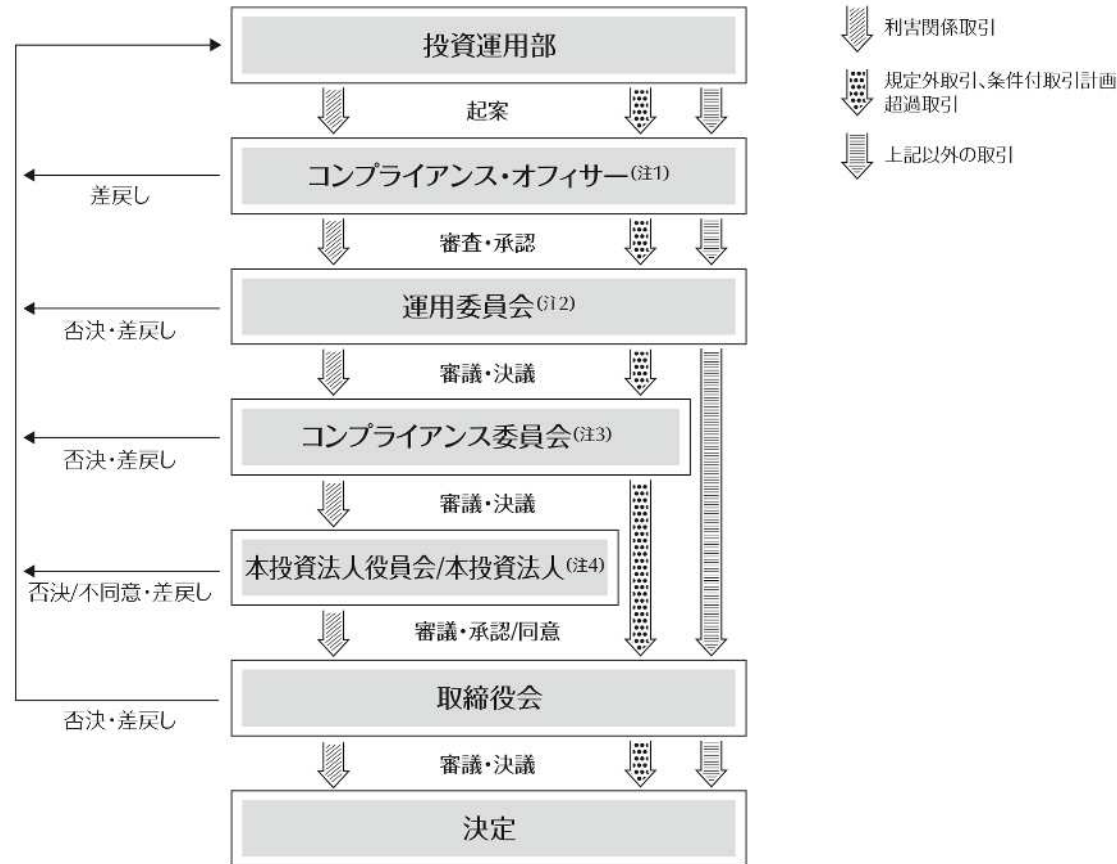 投資運用部
利害関係取引
規定外取引、条件付取引計画
超過取引
上記以外の取引
起案
コンプライアンス・オフィサー(注1)
差戻し
審査・承認
運用委員会(注2)
否決・差戻し
審議・決議
コンプライアンス委員会(注3)
否決・差戻し
審議・決議
本投資法人役員会/本投資法人(注4)
否決/不同意・差戻し
審議・承認/同意
取締役会
否決・差戻し
審議・決議
決定